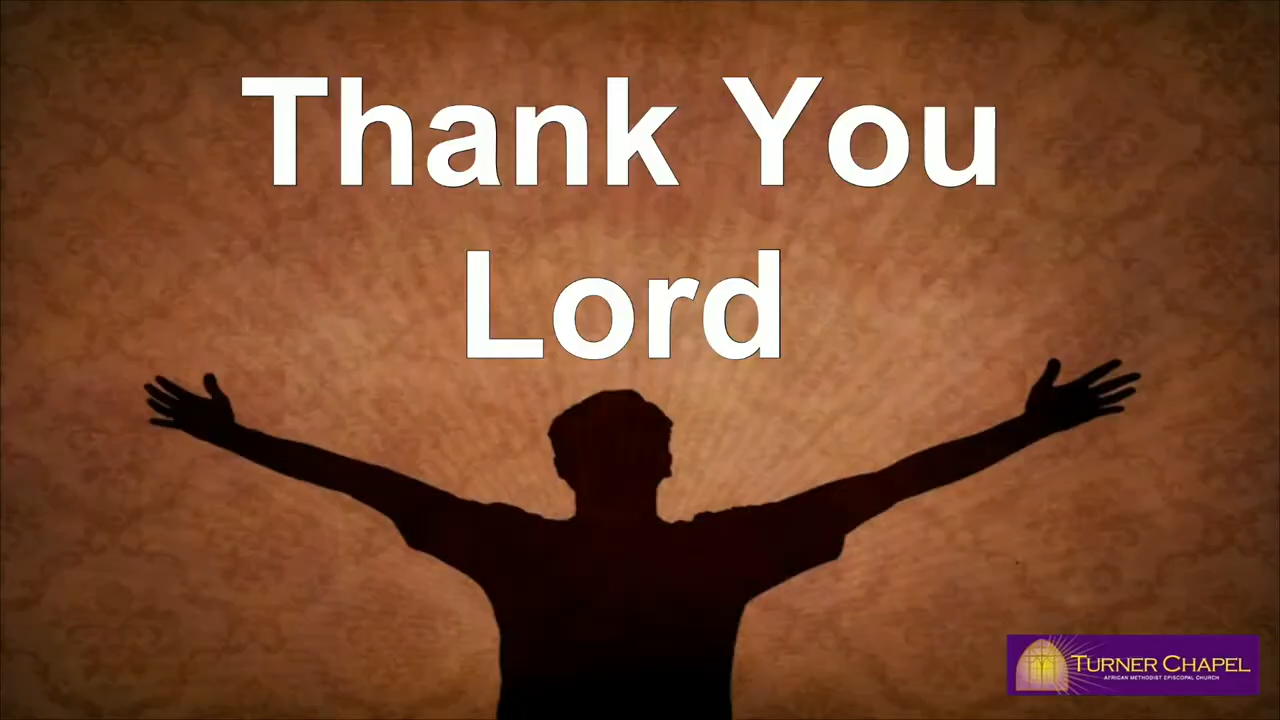 Thank You
Lord
TURNER CHAPEL
AFRICAN METHODIST EPISCOPAL CHURCH